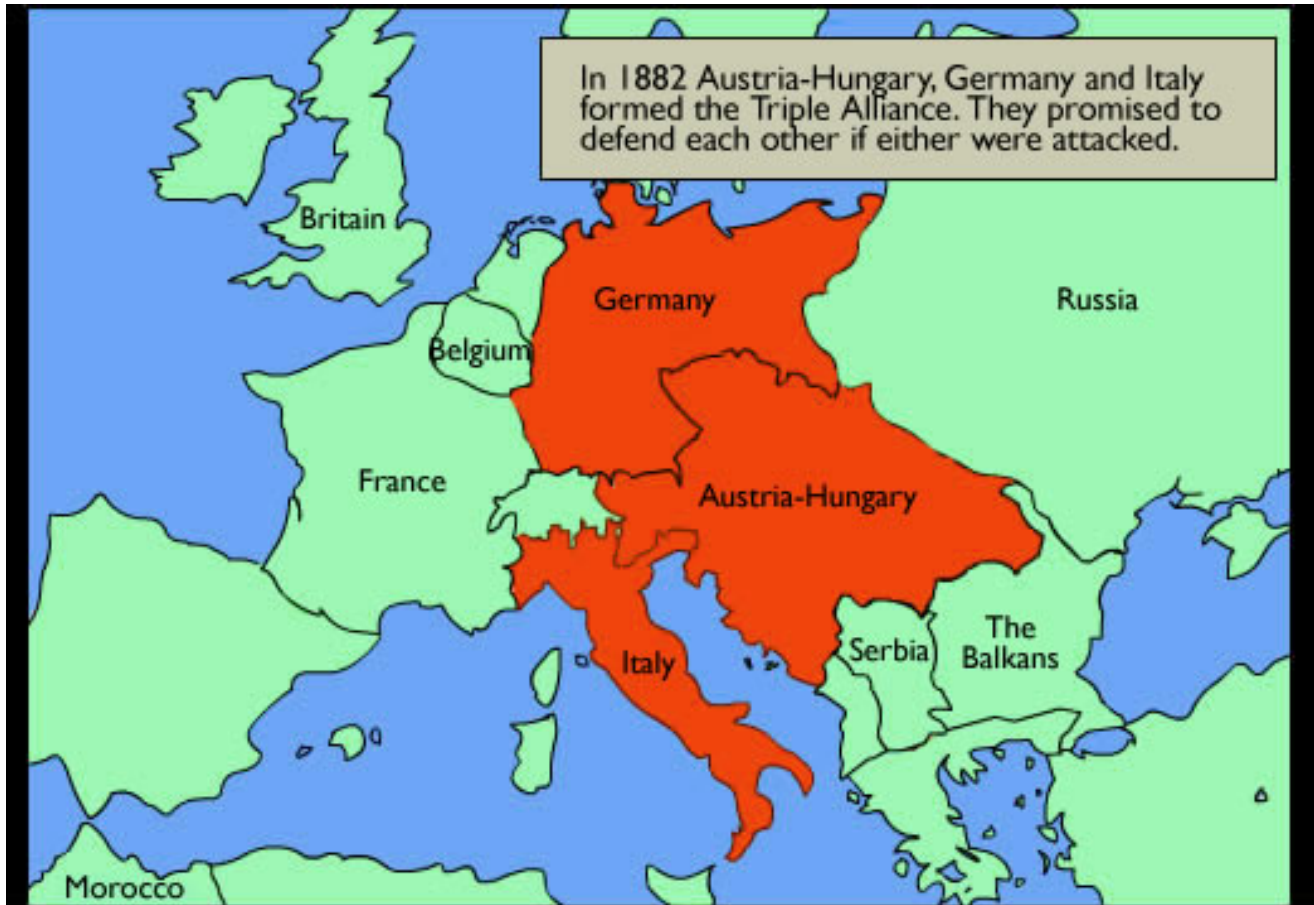 In 1882 Austria-Hungary, Germany and Italy
formed the Triple Alliance. They promised to
defend each other if either were attacked.
Britain
Germany
Russia
Belgium
France
Austria-Hungary
The
Balkans
Serbia
Italy
Morocco